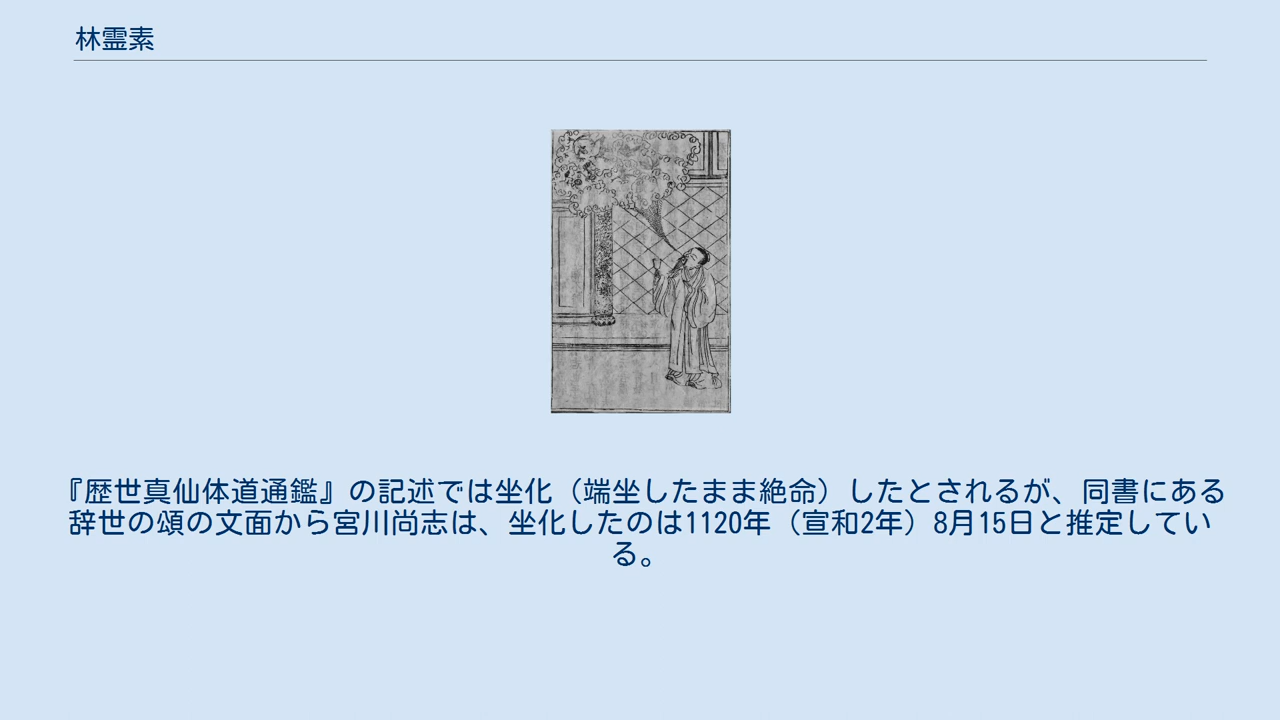 林霊素
『歴世真仙体道通鑑』の記述では坐化（端坐したまま絶命）したとされるが、同書にある
辞世の頌の文面から宮川尚志は、坐化したのは1120年（宣和2年）8月15日と推定してい
る。